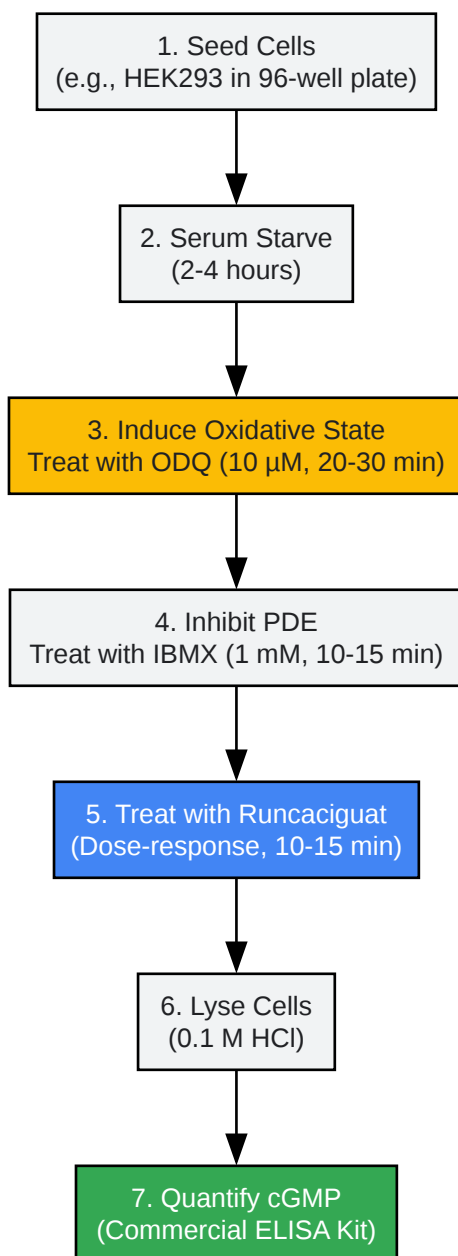 1. Seed Cells
(e.g., HEK293 in 96-well plate)
2. Serum Starve
(2-4 hours)
3. Induce Oxidative State
Treat with ODQ (10 µM, 20-30 min)
4. Inhibit PDE
Treat with IBMX (1 mM, 10-15 min)
5. Treat with Runcaciguat
(Dose-response, 10-15 min)
6. Lyse Cells
(0.1 M HCl)
7. Quantify cGMP
(Commercial ELISA Kit)